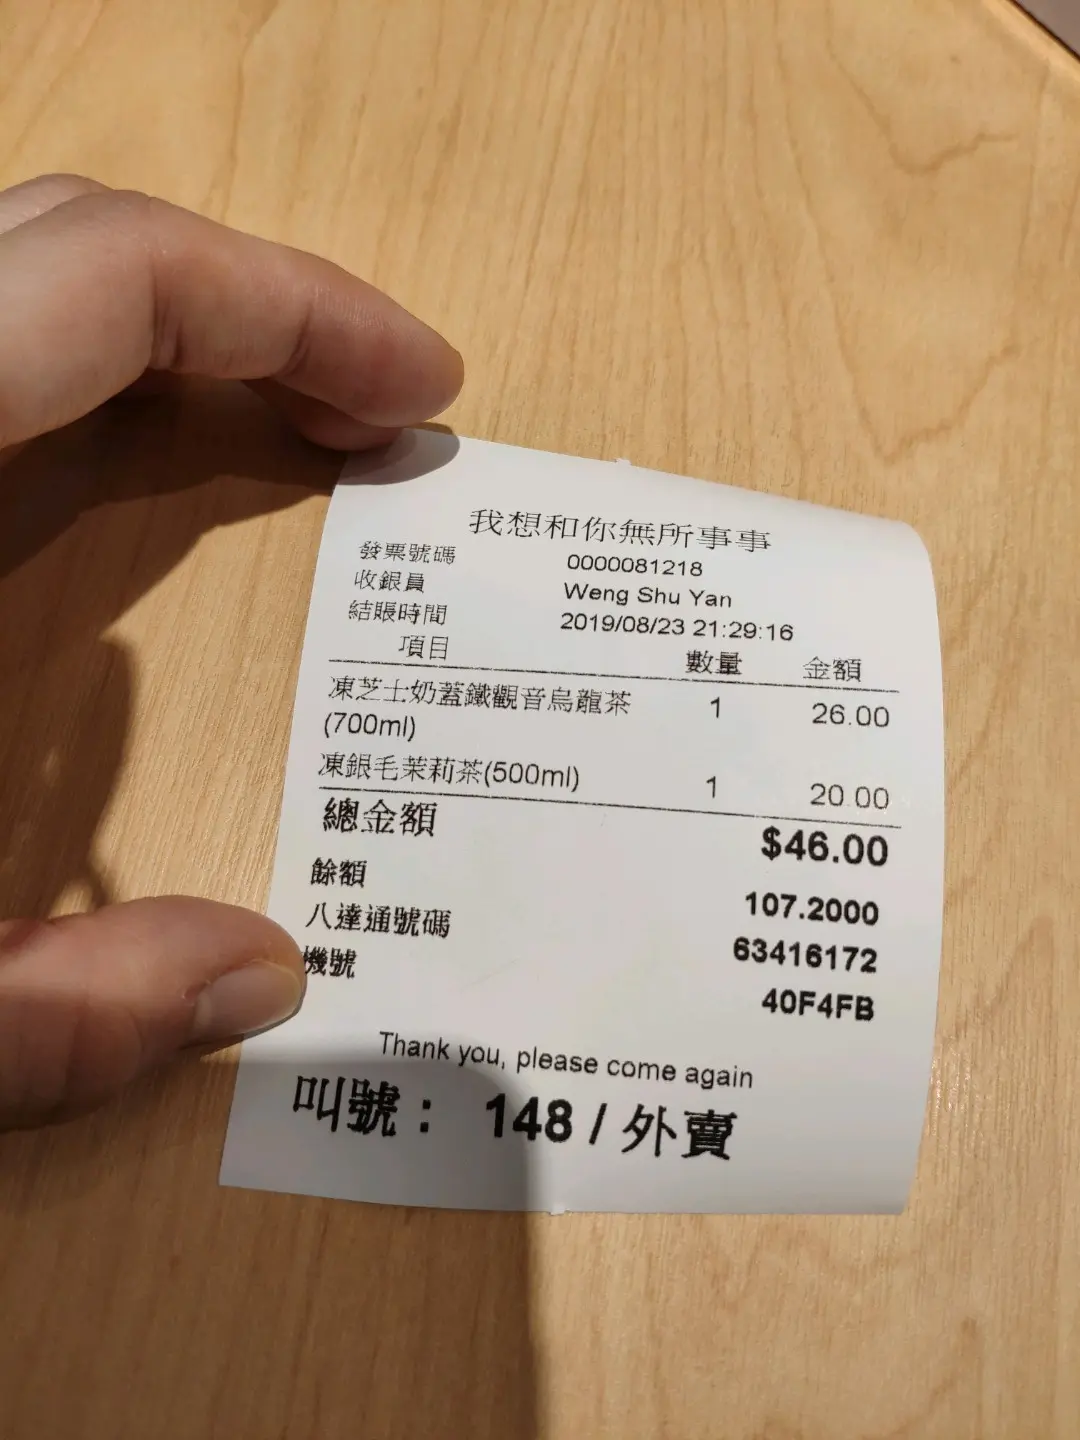 我想和你無所事事
發票號碼 0000081218
收銀員 Weng Shu Yan
結賬時間 2019/08/23 21:29:16
項目 數量 金額
凍芝士奶蓋鐵觀音烏龍茶 1 26.00
(700ml)
凍銀毛茉莉茶(500ml) 1 20.00
總金額 $46.00
餘額 107.2000
八達通號碼 63416172
機號 40F4FB
Thank you, please come again
叫號： 148 / 外賣